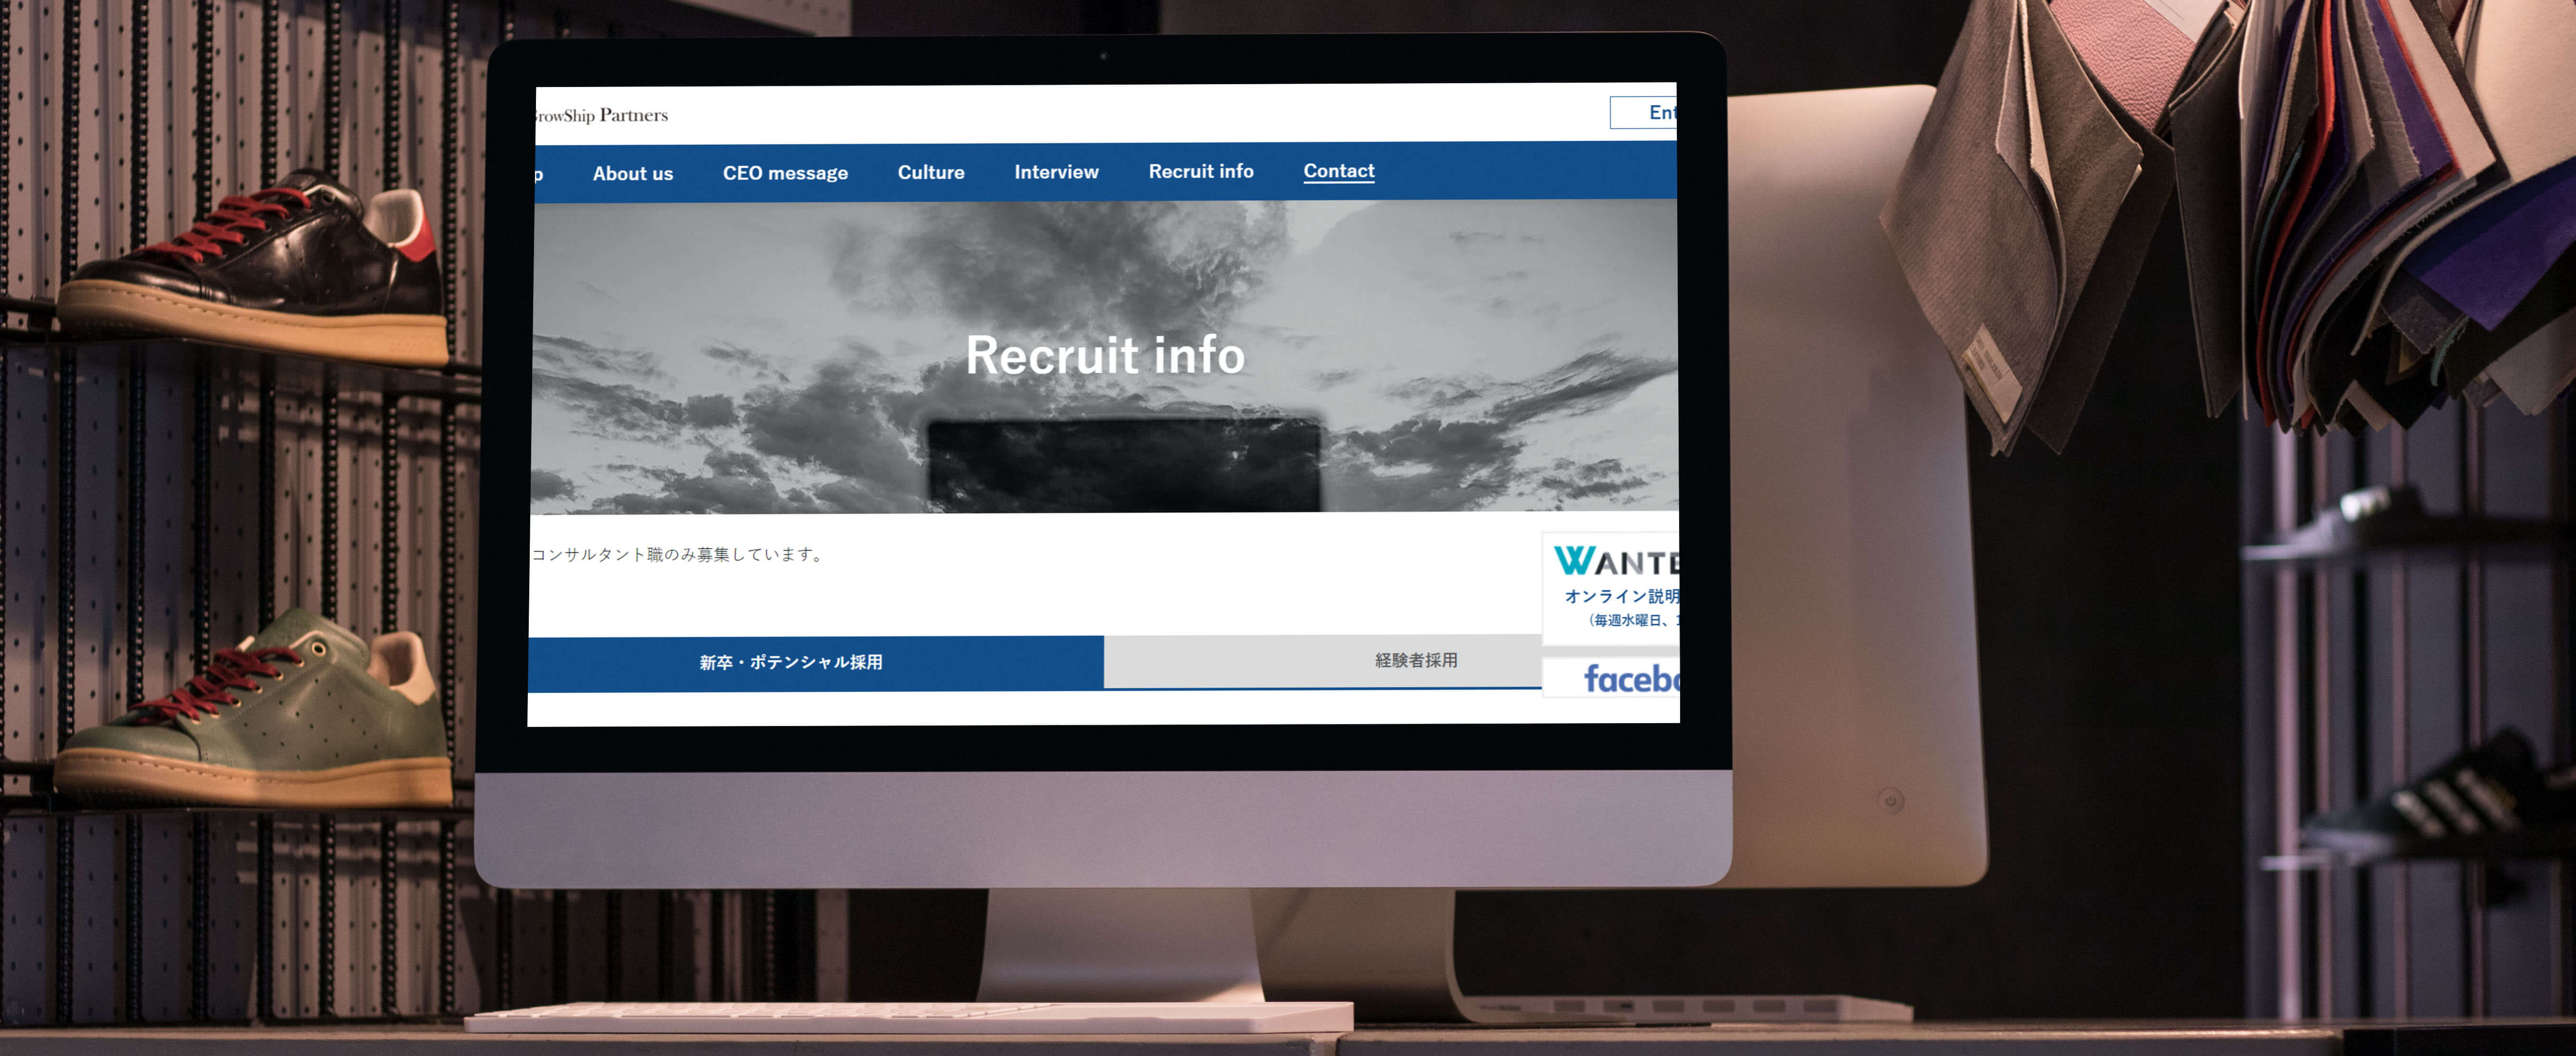 rowShip Partners
Ent
p About us CEO message Culture Interview Recruit info Contact
Recruit info
コンサルタント職のみ募集しています。
WANTE
オンライン説明
（毎週水曜日、1
新卒・ポテンシャル採用
経験者採用
facebo